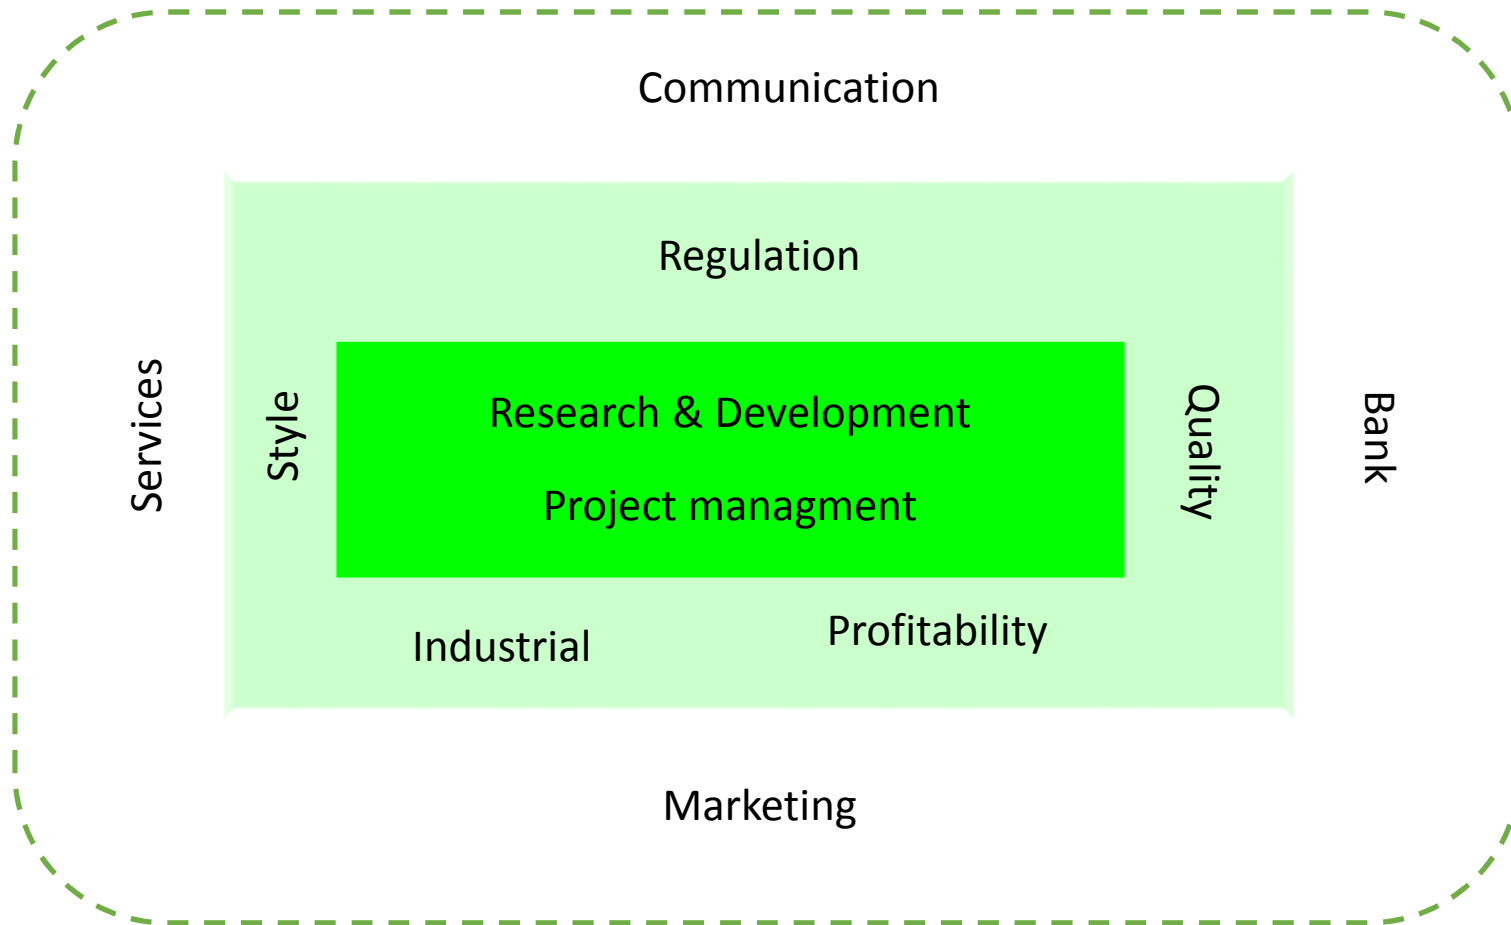 Communication
Regulation
Services
Style
Research & Development
Project managment
Quality
Bank
Industrial
Profitability
Marketing